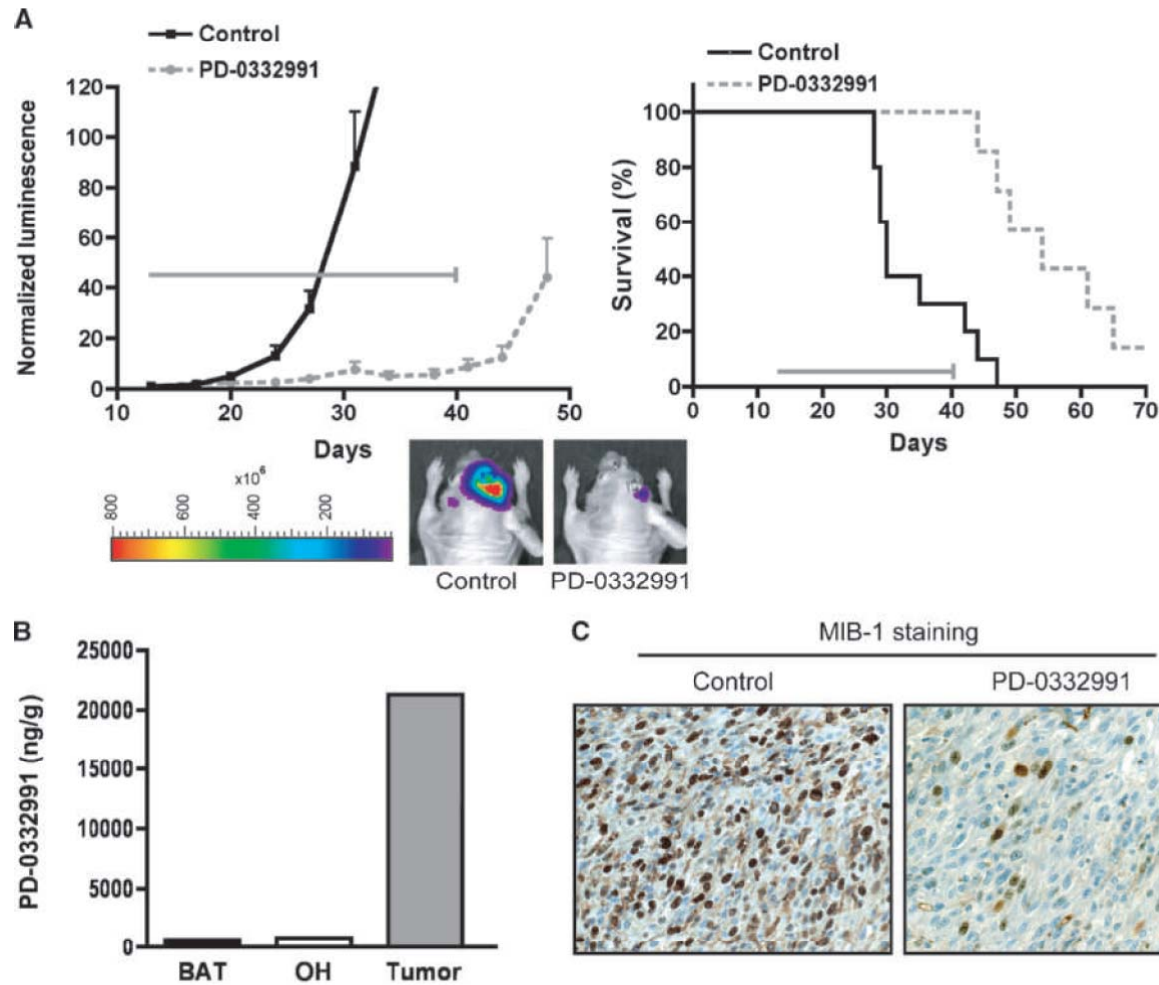 A
Control
PD-0332991
Normalized luminescence
120
100
80
60
40
20
0
10 20 30 40 50
Days
Control
PD-0332991
Survival (%)
100
80
60
40
20
0
0 10 20 30 40 50 60 70
Days
x10⁶
800 600 400 200
Control PD-0332991
B
PD-0332991 (ng/g)
25000
20000
15000
10000
5000
0
BAT OH Tumor
C
MIB-1 staining
Control PD-0332991